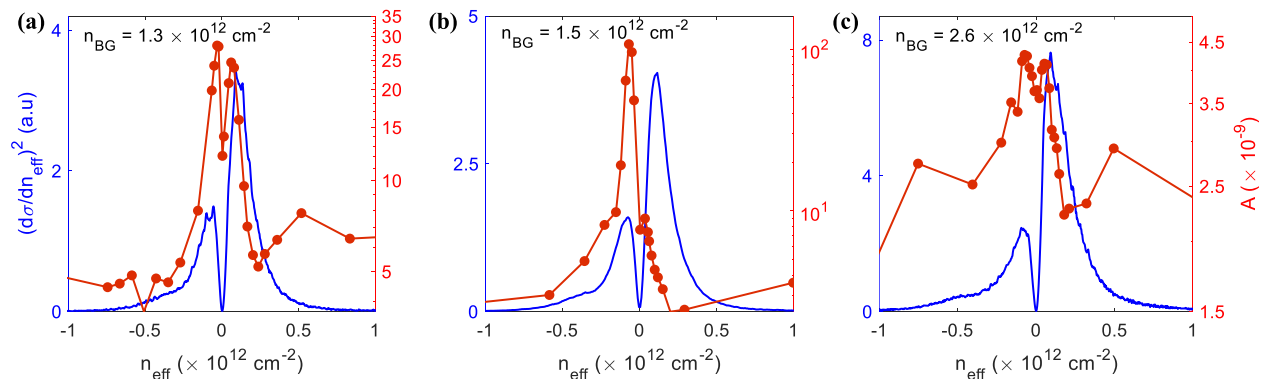 (a)
n_BG = 1.3 × 10^12 cm^-2
(dσ/dn_eff)^2 (a.u)
4
2
0
35
30
25
20
15
10
5
-1 -0.5 0 0.5 1
n_eff (× 10^12 cm^-2)
(b)
n_BG = 1.5 × 10^12 cm^-2
5
2.5
0
10^2
10^1
-1 -0.5 0 0.5 1
n_eff (× 10^12 cm^-2)
(c)
n_BG = 2.6 × 10^12 cm^-2
8
4
0
4.5
3.5
2.5
1.5
A (× 10^-9)
-1 -0.5 0 0.5 1
n_eff (× 10^12 cm^-2)